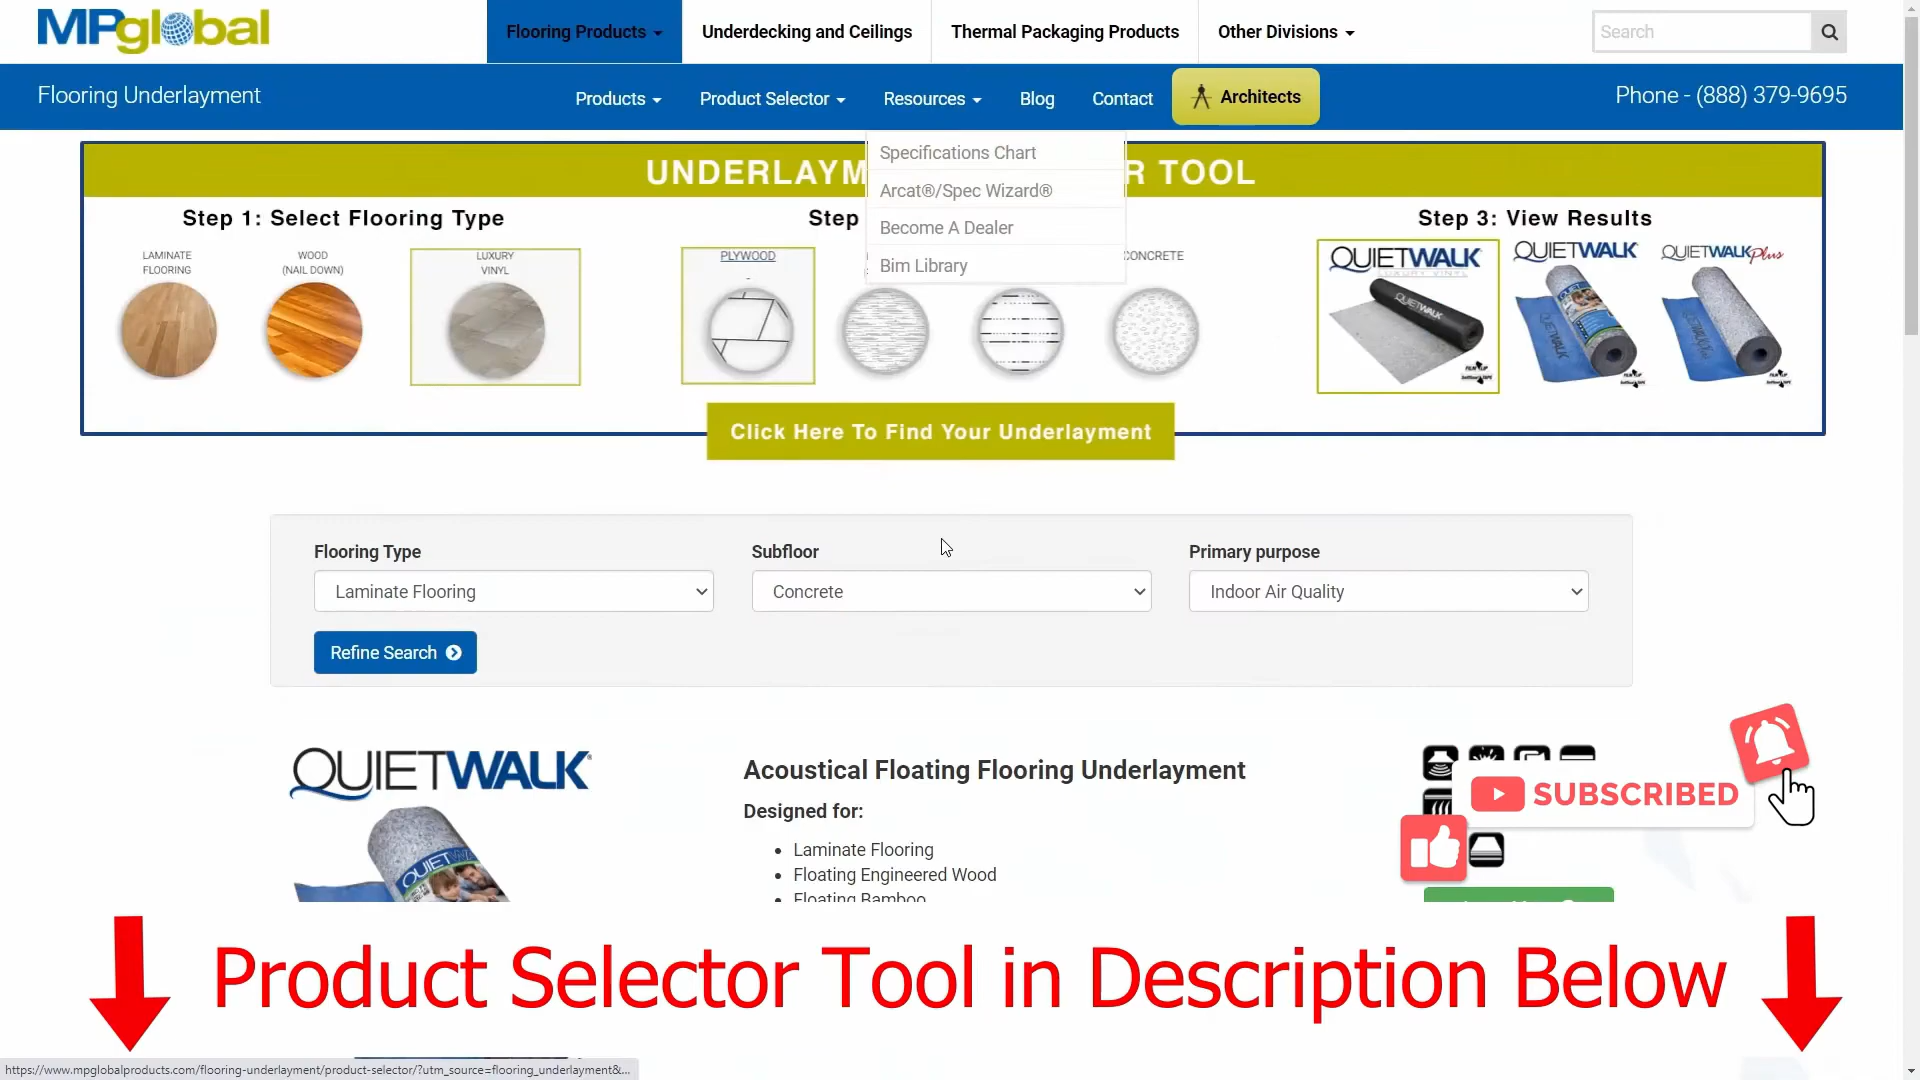 MPglobal
Flooring Products
Underdecking and Ceilings
Thermal Packaging Products
Other Divisions
Search
Flooring Underlayment
Products
Product Selector
Resources
Blog
Contact
Architects
Phone - (888) 379-9695
Specifications Chart
Arcat®/Spec Wizard®
Become A Dealer
Bim Library
UNDERLAYM
R TOOL
Step 1: Select Flooring Type
Step
Step 3: View Results
LAMINATE
FLOORING
WOOD
(NAIL DOWN)
LUXURY
VINYL
PLYWOOD
CONCRETE
QUIETWALK
LUXURY VINYL
QUIETWALK
QUIETWALK Plus
Click Here To Find Your Underlayment
Flooring Type
Subfloor
Primary purpose
Laminate Flooring
Concrete
Indoor Air Quality
Refine Search
QUIETWALK®
Acoustical Floating Flooring Underlayment
Designed for:
Laminate Flooring
Floating Engineered Wood
Floating Bamboo
QUIETWALK
SUBSCRIBED
Product Selector Tool in Description Below
https://www.mpglobalproducts.com/flooring-underlayment/product-selector/?utm_source=flooring_underlayment&...